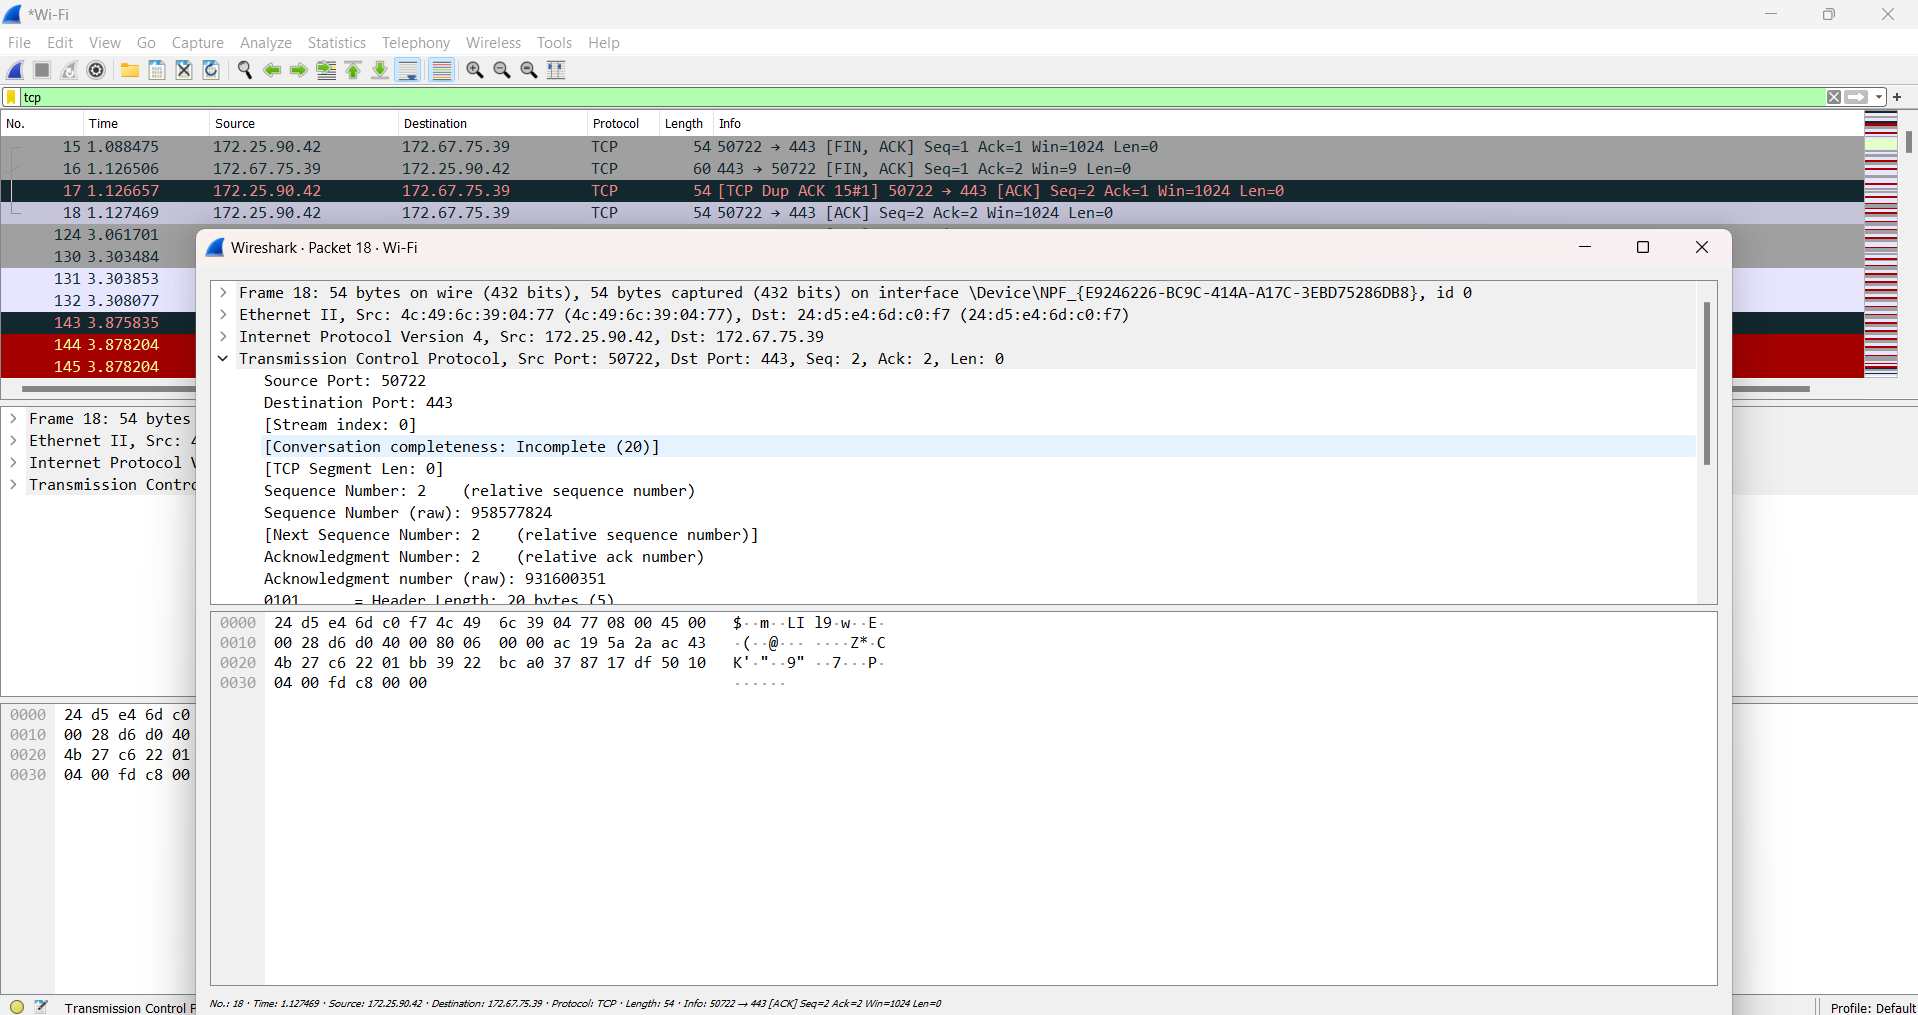 *Wi-Fi
File Edit View Go Capture Analyze Statistics Telephony Wireless Tools Help
tcp
No. Time Source Destination Protocol Length Info
15 1.088475 172.25.90.42 172.67.75.39 TCP 54 50722 → 443 [FIN, ACK] Seq=1 Ack=1 Win=1024 Len=0
16 1.126506 172.67.75.39 172.25.90.42 TCP 60 443 → 50722 [FIN, ACK] Seq=1 Ack=2 Win=9 Len=0
17 1.126657 172.25.90.42 172.67.75.39 TCP 54 [TCP Dup ACK 15#1] 50722 → 443 [ACK] Seq=2 Ack=1 Win=1024 Len=0
18 1.127469 172.25.90.42 172.67.75.39 TCP 54 50722 → 443 [ACK] Seq=2 Ack=2 Win=1024 Len=0
124 3.061701
130 3.303484
131 3.303853
132 3.308077
143 3.875835
144 3.878204
145 3.878204
Frame 18: 54 bytes
Ethernet II, Src: 4
Internet Protocol V
Transmission Contro
0000 24 d5 e4 6d c0
0010 00 28 d6 d0 40
0020 4b 27 c6 22 01
0030 04 00 fd c8 00
Wireshark · Packet 18 · Wi-Fi
Frame 18: 54 bytes on wire (432 bits), 54 bytes captured (432 bits) on interface \Device\NPF_{E9246226-BC9C-414A-A17C-3EBD75286DB8}, id 0
Ethernet II, Src: 4c:49:6c:39:04:77 (4c:49:6c:39:04:77), Dst: 24:d5:e4:6d:c0:f7 (24:d5:e4:6d:c0:f7)
Internet Protocol Version 4, Src: 172.25.90.42, Dst: 172.67.75.39
Transmission Control Protocol, Src Port: 50722, Dst Port: 443, Seq: 2, Ack: 2, Len: 0
Source Port: 50722
Destination Port: 443
[Stream index: 0]
[Conversation completeness: Incomplete (20)]
[TCP Segment Len: 0]
Sequence Number: 2 (relative sequence number)
Sequence Number (raw): 958577824
[Next Sequence Number: 2 (relative sequence number)]
Acknowledgment Number: 2 (relative ack number)
Acknowledgment number (raw): 931600351
0101 .... = Header Length: 20 bytes (5)
0000 24 d5 e4 6d c0 f7 4c 49 6c 39 04 77 08 00 45 00 $··m··LI l9·w··E·
0010 00 28 d6 d0 40 00 80 06 00 00 ac 19 5a 2a ac 43 ·(··@··· ····Z*·C
0020 4b 27 c6 22 01 bb 39 22 bc a0 37 87 17 df 50 10 K'·"··9" ··7···P·
0030 04 00 fd c8 00 00 ······
No.: 18 · Time: 1.127469 · Source: 172.25.90.42 · Destination: 172.67.75.39 · Protocol: TCP · Length: 54 · Info: 50722 → 443 [ACK] Seq=2 Ack=2 Win=1024 Len=0
Transmission Control P
Profile: Default